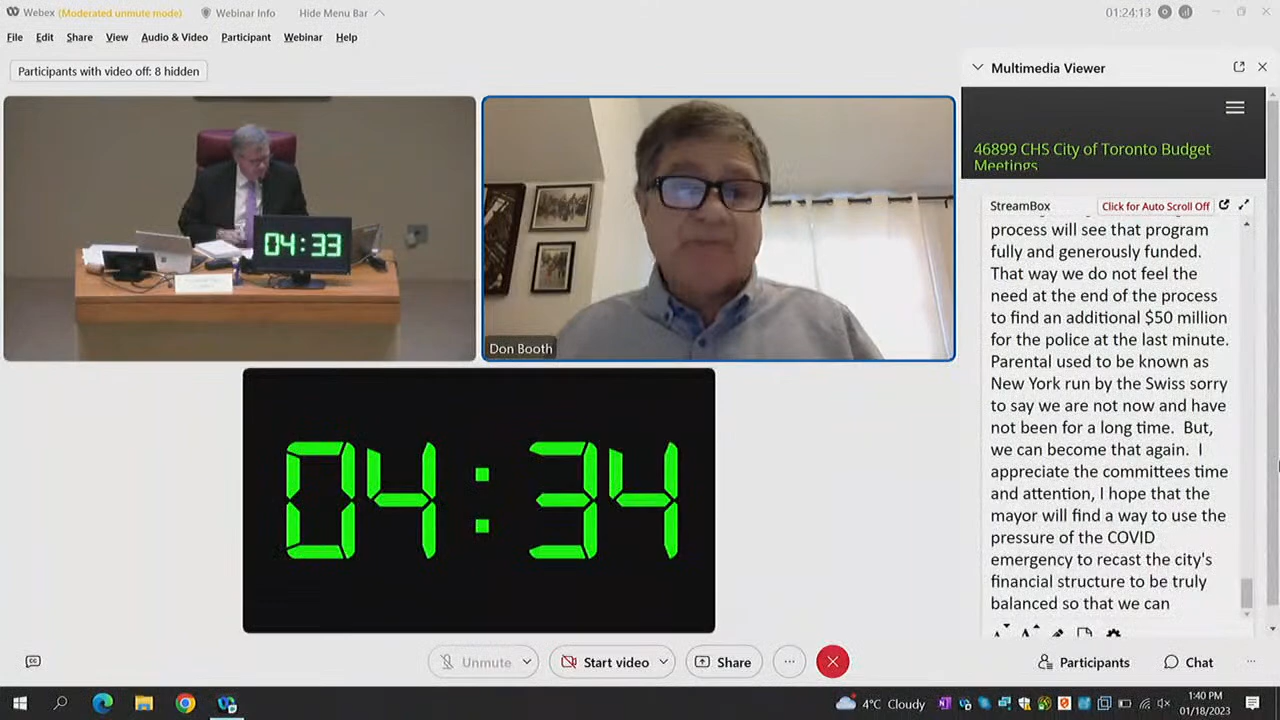 Webex (Moderated unmute mode) Webinar Info Hide Menu Bar 01:24:13
File Edit Share View Audio & Video Participant Webinar Help
Participants with video off: 8 hidden
Multimedia Viewer
46899 CHS City of Toronto Budget
Meetings
StreamBox Click for Auto Scroll Off
process will see that program
fully and generously funded.
That way we do not feel the
need at the end of the process
to find an additional $50 million
for the police at the last minute.
Parental used to be known as
New York run by the Swiss sorry
to say we are not now and have
not been for a long time. But,
we can become that again. I
appreciate the committees time
and attention, I hope that the
mayor will find a way to use the
pressure of the COVID
emergency to recast the city's
financial structure to be truly
balanced so that we can
04:33
Don Booth
04:34
Unmute Start video Share Participants Chat
4°C Cloudy 1:40 PM
01/18/2023